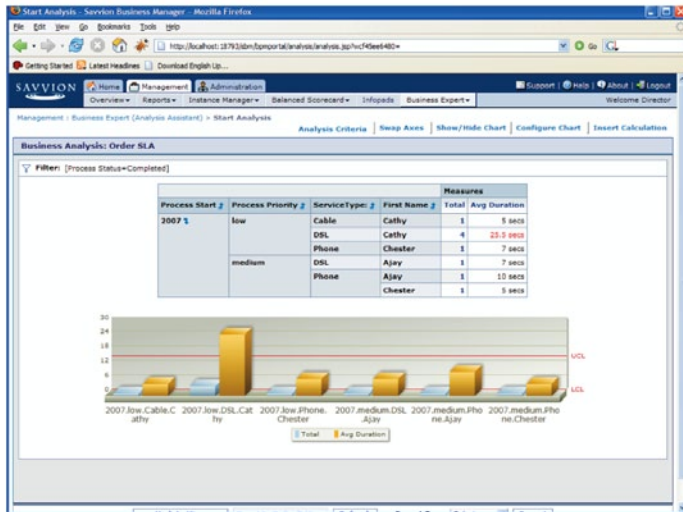 Start Analysis - Savvion Business Manager - Mozilla Firefox
File Edit View Go Bookmarks Tools Help
http://localhost:18793/sbm/bpmportal/analysis/analysis.jsp?wcf45ee6480=
Go
Getting Started Latest Headlines Download English Up...
SAVVION Home Management Administration Support | Help | About | Logout
Overview Reports Instance Manager Balanced Scorecard Infopads Business Expert Welcome Director
Management : Business Expert (Analysis Assistant) > Start Analysis
Analysis Criteria | Swap Axes | Show/Hide Chart | Configure Chart | Insert Calculation
Business Analysis: Order SLA
Filter: [Process Status=Completed]
Measures
Process Start Process Priority ServiceType: First Name Total Avg Duration
2007 low Cable Cathy 1 5 secs
DSL Cathy 4 25.5 secs
Phone Chester 1 7 secs
medium DSL Ajay 1 7 secs
Phone Ajay 1 10 secs
Chester 1 5 secs
30
24
18
12
6
0
UCL
LCL
2007.low.Cable.C 2007.low.DSL.Cat 2007.low.Phone. 2007.medium.DSL 2007.medium.Pho 2007.medium.Pho
athy hy Chester .Ajay ne.Ajay ne.Chester
Total Avg Duration